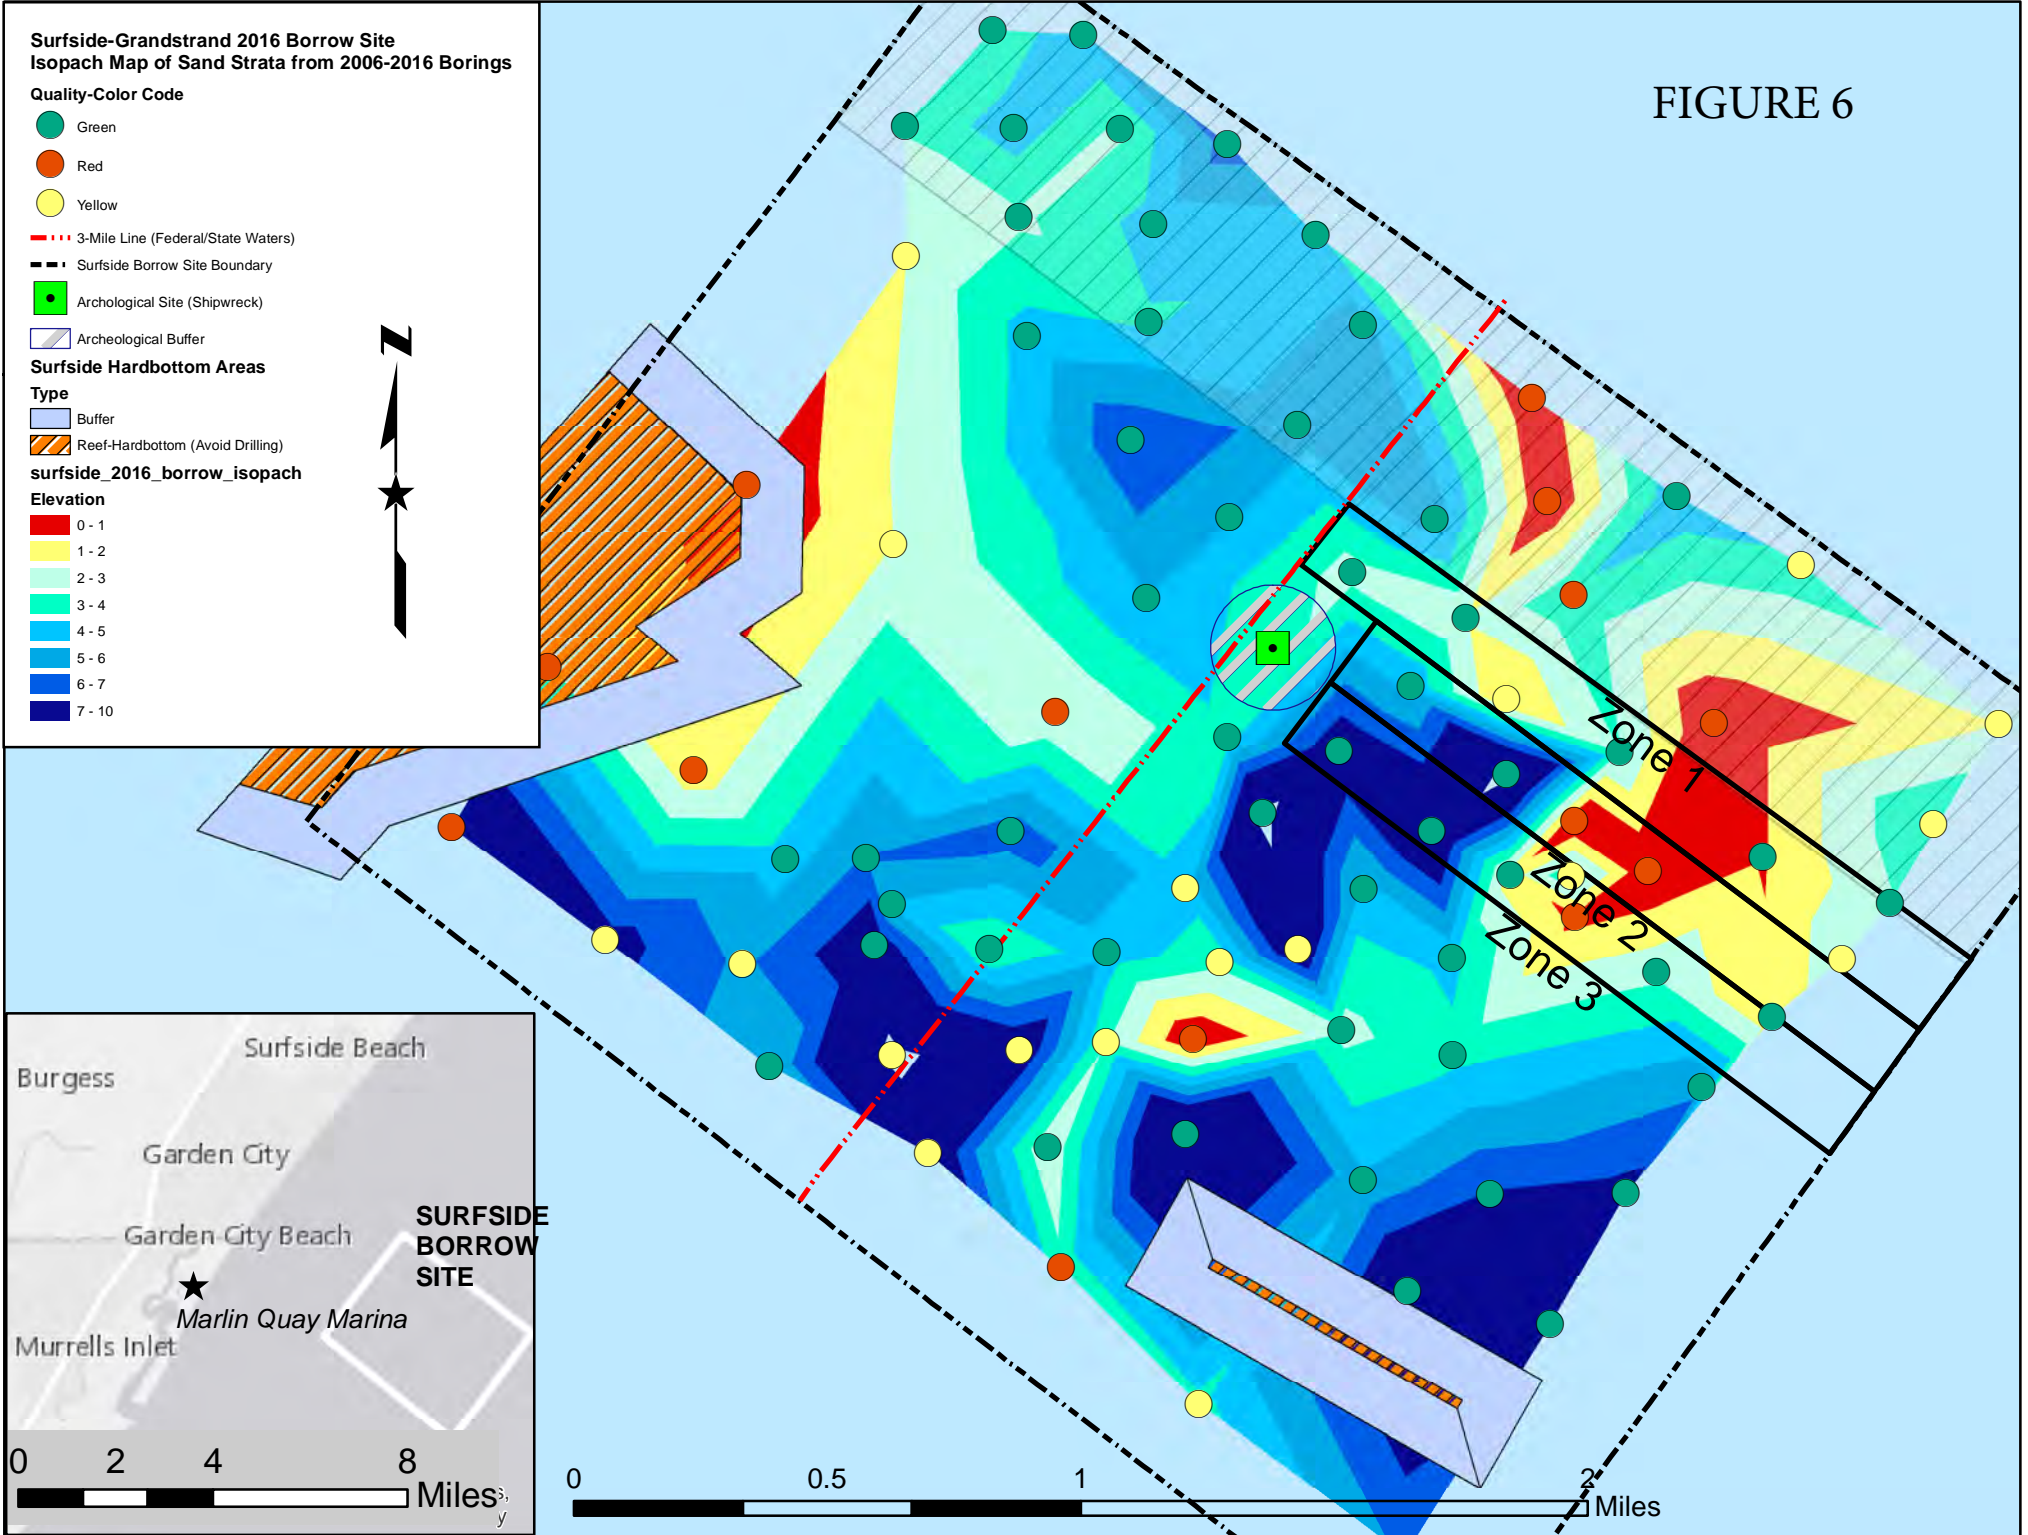 Surfside-Grandstrand 2016 Borrow Site
Isopach Map of Sand Strata from 2006-2016 Borings
Quality-Color Code
Green
Red
Yellow
3-Mile Line (Federal/State Waters)
Surfside Borrow Site Boundary
Archological Site (Shipwreck)
Archeological Buffer
Surfside Hardbottom Areas
Type
Buffer
Reef-Hardbottom (Avoid Drilling)
surfside_2016_borrow_isopach
Elevation
0 - 1
1 - 2
2 - 3
3 - 4
4 - 5
5 - 6
6 - 7
7 - 10
N
FIGURE 6
Zone 1
Zone 2
Zone 3
Surfside Beach
Burgess
Garden City
Garden City Beach
SURFSIDE
BORROW
SITE
Marlin Quay Marina
Murrells Inlet
0 2 4 8
Miles
s,
y
0 0.5 1 2
Miles